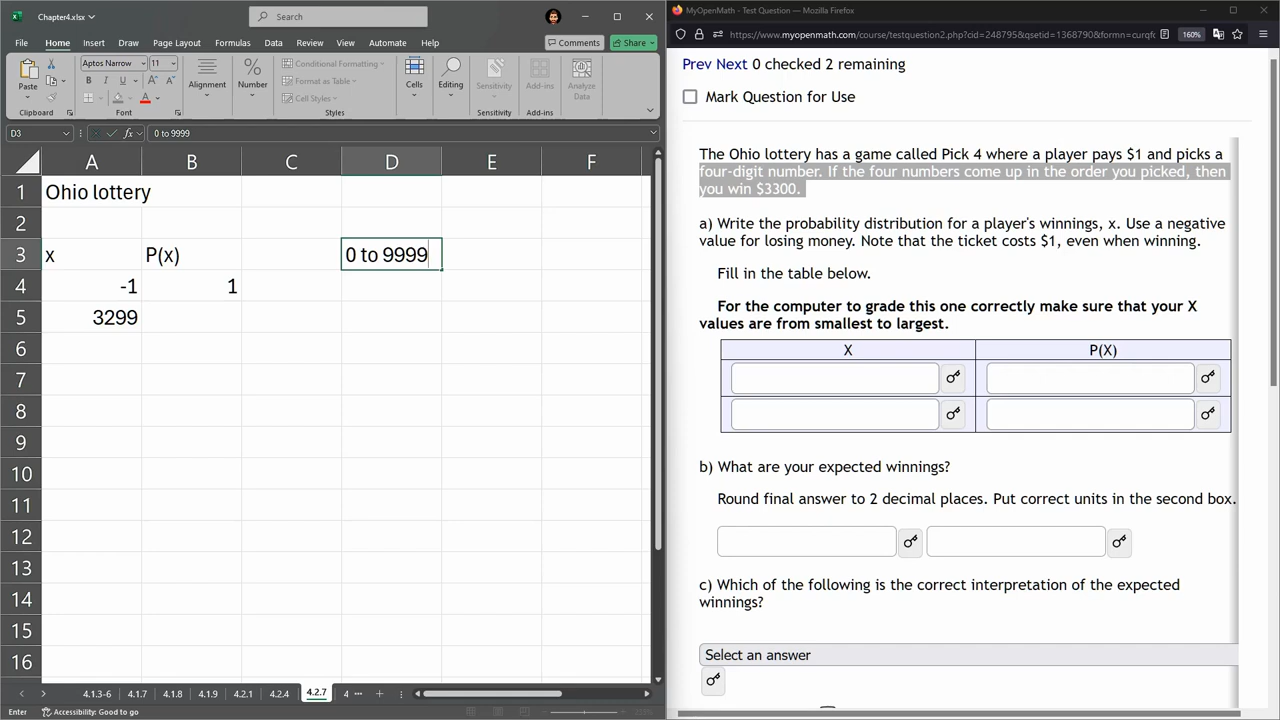 Chapter4.xlsx
Search
File Home Insert Draw Page Layout Formulas Data Review View Automate Help
Comments
Share
Paste
Clipboard
Aptos Narrow
11
B I U
A
Font
Alignment
Number
Conditional Formatting
Format as Table
Cell Styles
Styles
Cells
Editing
Sensitivity
Sensitivity
Add-ins
Add-ins
Analyze
Data
D3
fx
0 to 9999
A B C D E F
1 Ohio lottery
2
3 x P(x) 0 to 9999
4 -1 1
5 3299
6
7
8
9
10
11
12
13
14
15
16
4.1.3-6 4.1.7 4.1.8 4.1.9 4.2.1 4.2.4 4.2.7 4 ...
Enter
Accessibility: Good to go
MyOpenMath - Test Question — Mozilla Firefox
https://www.myopenmath.com/course/testquestion2.php?cid=248795&qsetid=1368790&formn=curqfo
160%
Prev Next 0 checked 2 remaining
Mark Question for Use
The Ohio lottery has a game called Pick 4 where a player pays $1 and picks a
four-digit number. If the four numbers come up in the order you picked, then
you win $3300.
a) Write the probability distribution for a player's winnings, x. Use a negative
value for losing money. Note that the ticket costs $1, even when winning.
Fill in the table below.
For the computer to grade this one correctly make sure that your X
values are from smallest to largest.
X P(X)
b) What are your expected winnings?
Round final answer to 2 decimal places. Put correct units in the second box.
c) Which of the following is the correct interpretation of the expected
winnings?
Select an answer